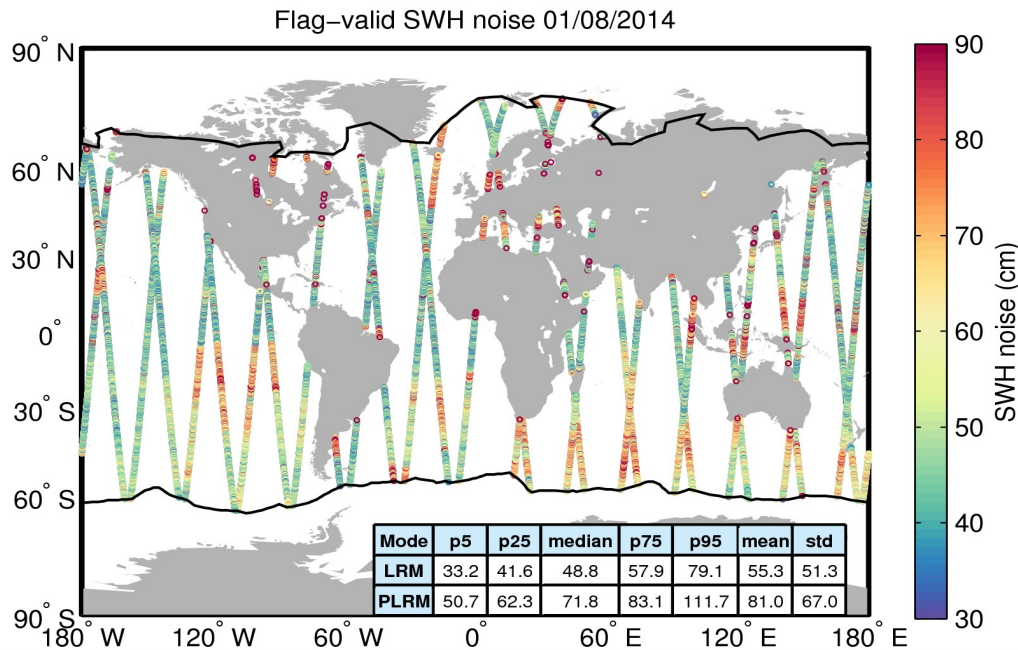 Flag−valid SWH noise 01/08/2014
90° N
60° N
30° N
0°
30° S
60° S
90° S
180° W
120° W
60° W
0°
60° E
120° E
180° E
90
80
70
60
50
40
30
SWH noise (cm)
Mode p5 p25 median p75 p95 mean std
LRM 33.2 41.6 48.8 57.9 79.1 55.3 51.3
PLRM 50.7 62.3 71.8 83.1 111.7 81.0 67.0